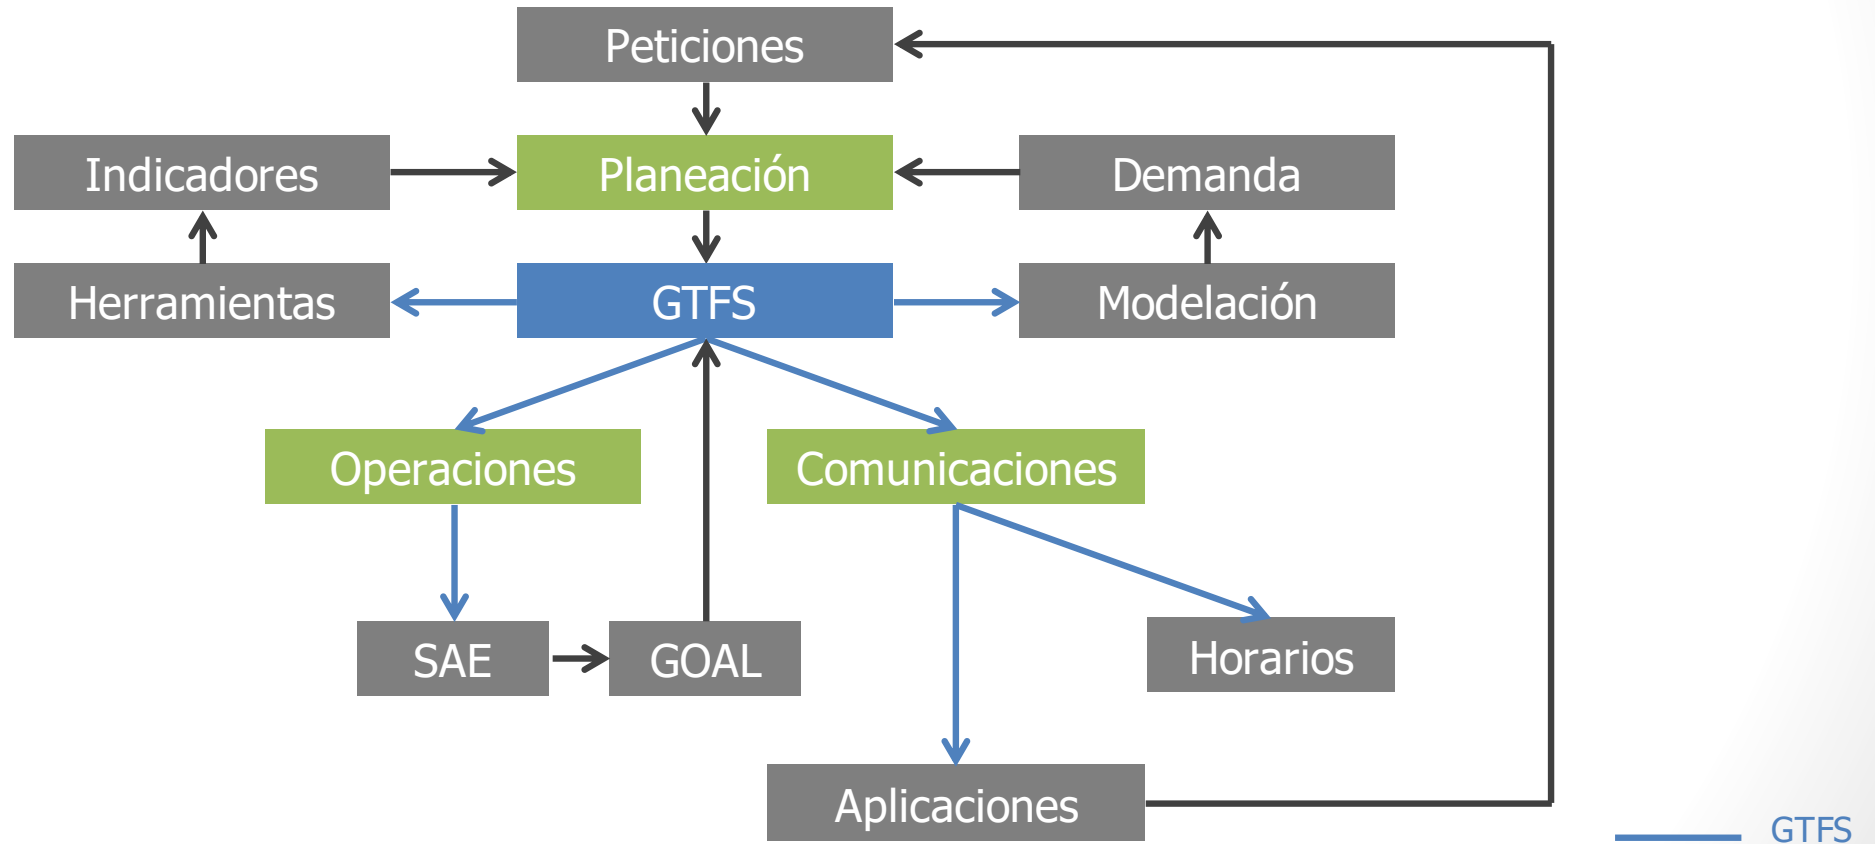 Peticiones
Indicadores
Planeación
Demanda
Herramientas
GTFS
Modelación
Operaciones
Comunicaciones
SAE
GOAL
Horarios
Aplicaciones
GTFS